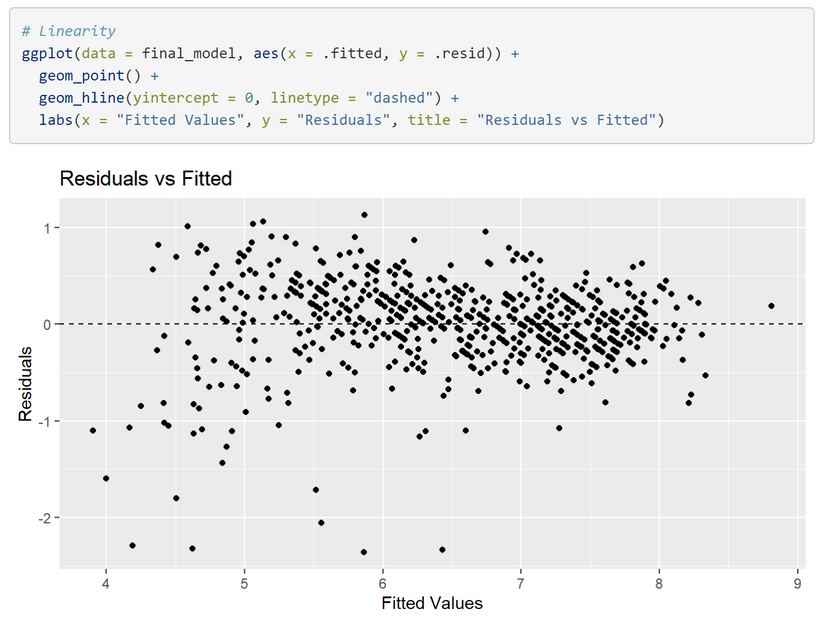 # Linearity
ggplot(data = final_model, aes(x = .fitted, y = .resid)) +
  geom_point() +
  geom_hline(yintercept = 0, linetype = "dashed") +
  labs(x = "Fitted Values", y = "Residuals", title = "Residuals vs Fitted")
Residuals vs Fitted
1
0
-1
-2
Residuals
4 5 6 7 8 9
Fitted Values